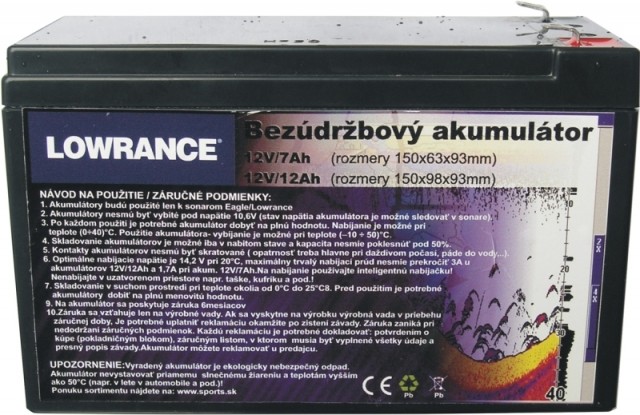 LOWRANCE
Bezúdržbový akumulátor
12V/7Ah (rozmery 150x63x93mm)
12V/12Ah (rozmery 150x98x93mm)
NÁVOD NA POUŽITIE / ZÁRUČNÉ PODMIENKY:
1. Akumulátory budú použité len k sonarom Eagle/Lowrance
2. Akumulátory nesmú byť vybité pod napätie 10,6V (stav napätia akumulátora je možné sledovať v sonare).
3. Po každom použití je potrebné akumulátor dobiť na plnú hodnotu. Nabíjanie je možné pri
teplote (0÷40)°C. Použitie akumulátora- vybíjanie je možné pri teplote (–10 + 50)°C.
4. Skladovanie akumulátorov je možné iba v nabitom stave a kapacita nesmie poklesnúť pod 50%.
5. Kontakty akumulátorov nesmú byť skratované ( opatrnosť treba hlavne pri daždivom počasí, páde do vody...).
6. Optimálne nabíjacie napätie je 14,2 V pri 20°C, maximálny trvalý nabíjací prúd nesmie prekročiť 3A u
akumulátorov 12V/12Ah a 1,7A pri akum. 12V/7Ah.Na nabíjanie používajte inteligentnú nabíjačku!
Nenabíjajte v uzatvorenom priestore napr. taške, kufríku a pod.!
7. Skladovanie v suchom prostredí pri teplote okolia od 0°C do 25°C8. Pred použitím je potrebné
akumulátory dobiť na plnú menovitú hodnotu.
9. Na akumulátor sa poskytuje záruka 6mesiacov
10.Záruka sa vzťahuje len na výrobné vady. Ak sa vyskytne na výrobku výrobná vada v priebehu
záručnej doby, je potrebné uplatniť reklamáciu okamžite po zistení závady. Záruka zaniká pri
nedodržaní záručných podmienok. Každú reklamáciu je potrebné dokladovať: potvrdením o
kúpe (pokladničným blokom), záručným listom, v ktorom musia byť vyplnené všetky údaje a
presný popis závady.Akumulátor môžete reklamovať u predajcu.
UPOZORNENIE:Vyradený akumulátor je ekologicky nebezpečný odpad.
Akumulátor nevystavovať priamemu slnečnému žiareniu a teplotám vyšším
ako 50°C (napr. v lete v automobile a pod.)!
Ponuku sortimentu nájdete na: www.sports.sk
CE
Pb
Pb
10
20
30
40
2X
4X